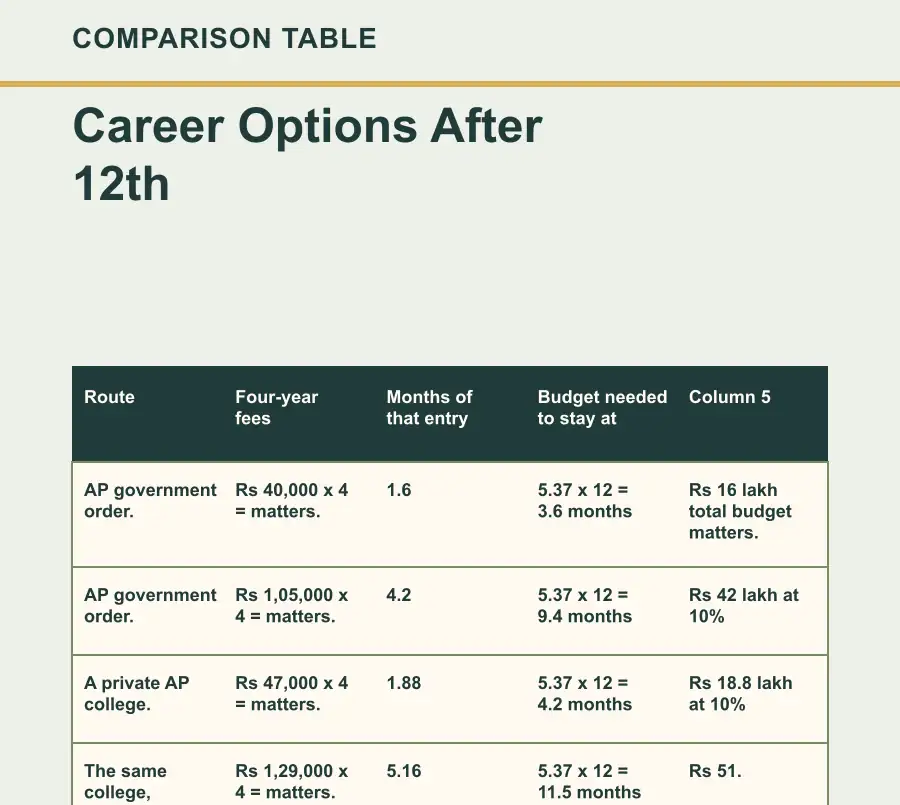 COMPARISON TABLE
Career Options After
12th
Route
Four-year
fees
Months of
that entry
Budget needed
to stay at
Column 5
AP government
order.
Rs 40,000 x 4
= matters.
1.6
5.37 x 12 =
3.6 months
Rs 16 lakh
total budget
matters.
AP government
order.
Rs 1,05,000 x
4 = matters.
4.2
5.37 x 12 =
9.4 months
Rs 42 lakh at
10%
A private AP
college.
Rs 47,000 x 4
= matters.
1.88
5.37 x 12 =
4.2 months
Rs 18.8 lakh
at 10%
The same
college,
Rs 1,29,000 x
4 = matters.
5.16
5.37 x 12 =
11.5 months
Rs 51.